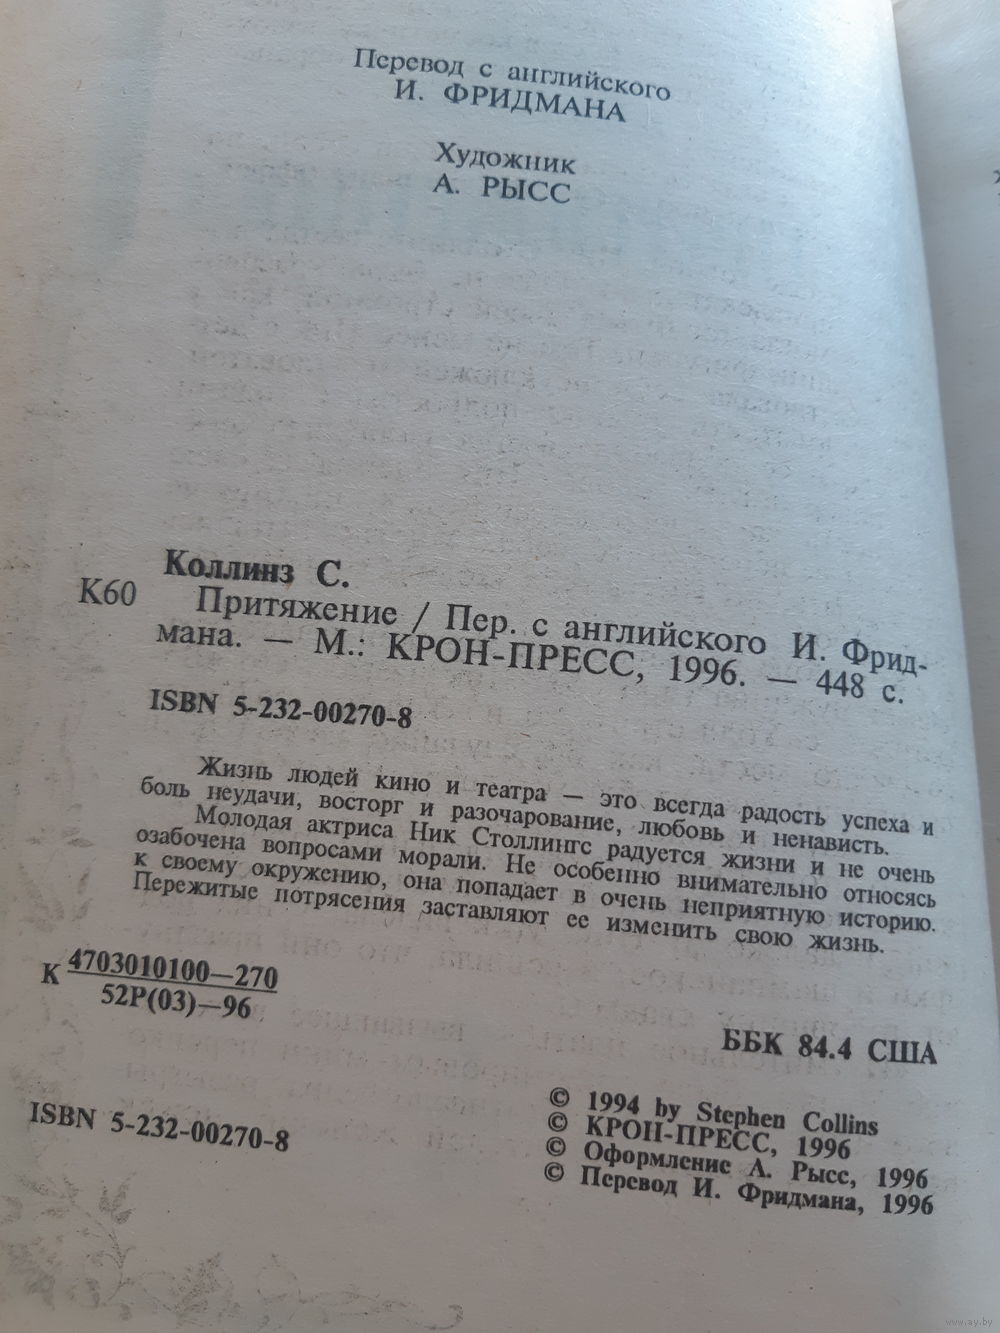 Перевод с английского
И. ФРИДМАНА
Художник
А. РЫСС
Коллинз С.
К60 Притяжение / Пер. с английского И. Фрид-
мана. — М.: КРОН-ПРЕСС, 1996. — 448 с.
ISBN 5-232-00270-8
Жизнь людей кино и театра — это всегда радость успеха и
боль неудачи, восторг и разочарование, любовь и ненависть.
Молодая актриса Ник Столлингс радуется жизни и не очень
озабочена вопросами морали. Не особенно внимательно относясь
к своему окружению, она попадает в очень неприятную историю.
Пережитые потрясения заставляют ее изменить свою жизнь.
К 4703010100—270
52Р(03)—96
ББК 84.4 США
ISBN 5-232-00270-8
© 1994 by Stephen Collins
© КРОН-ПРЕСС, 1996
© Оформление А. Рысс, 1996
© Перевод И. Фридмана, 1996
www.ay.by